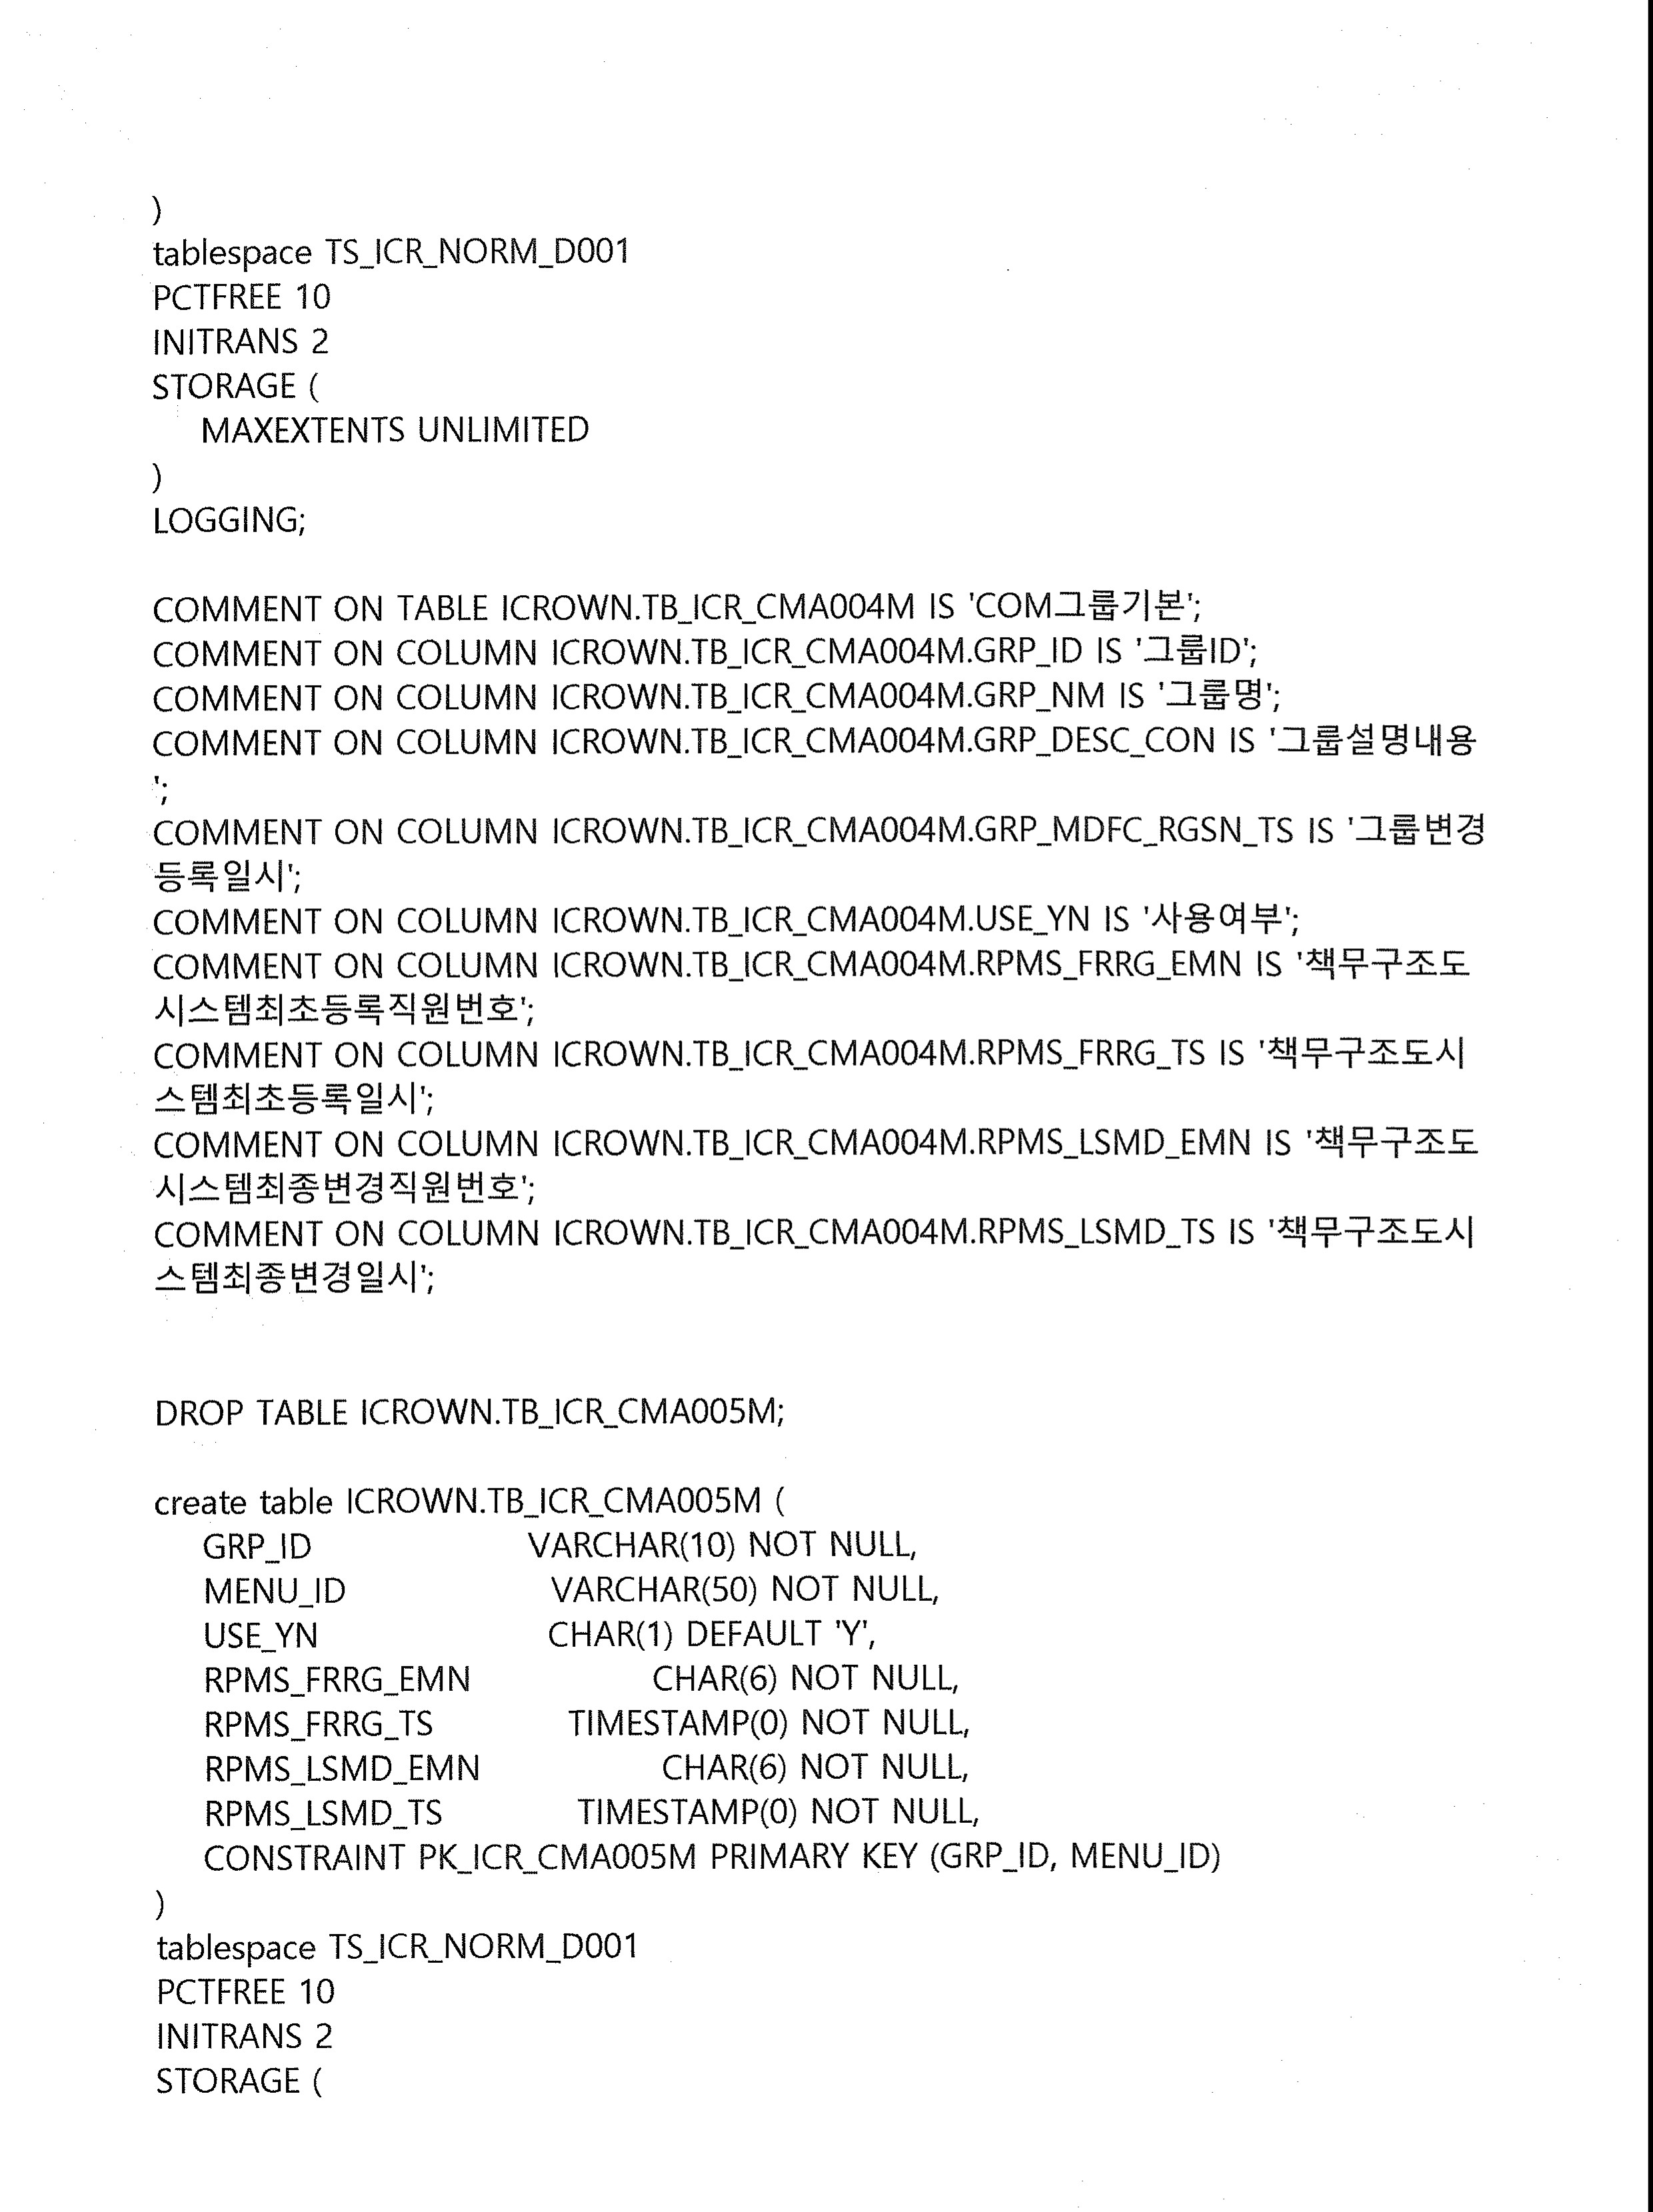 )
tablespace TS_ICR_NORM_D001
PCTFREE 10
INITRANS 2
STORAGE (
MAXEXTENTS UNLIMITED
)
LOGGING;
COMMENT ON TABLE ICROWN.TB_ICR_CMA004M IS 'COM그룹기본';
COMMENT ON COLUMN ICROWN.TB_ICR_CMA004M.GRP_ID IS '그룹ID';
COMMENT ON COLUMN ICROWN.TB_ICR_CMA004M.GRP_NM IS '그룹명';
COMMENT ON COLUMN ICROWN.TB_ICR_CMA004M.GRP_DESC_CON IS '그룹설명내용
';
COMMENT ON COLUMN ICROWN.TB_ICR_CMA004M.GRP_MDFC_RGSN_TS IS '그룹변경
등록일시';
COMMENT ON COLUMN ICROWN.TB_ICR_CMA004M.USE_YN IS '사용여부';
COMMENT ON COLUMN ICROWN.TB_ICR_CMA004M.RPMS_FRRG_EMN IS '책무구조도
시스템최초등록직원번호';
COMMENT ON COLUMN ICROWN.TB_ICR_CMA004M.RPMS_FRRG_TS IS '책무구조도시
스템최초등록일시';
COMMENT ON COLUMN ICROWN.TB_ICR_CMA004M.RPMS_LSMD_EMN IS '책무구조도
시스템최종변경직원번호';
COMMENT ON COLUMN ICROWN.TB_ICR_CMA004M.RPMS_LSMD_TS IS '책무구조도시
스템최종변경일시';
DROP TABLE ICROWN.TB_ICR_CMA005M;
create table ICROWN.TB_ICR_CMA005M (
GRP_ID VARCHAR(10) NOT NULL,
MENU_ID VARCHAR(50) NOT NULL,
USE_YN CHAR(1) DEFAULT 'Y',
RPMS_FRRG_EMN CHAR(6) NOT NULL,
RPMS_FRRG_TS TIMESTAMP(0) NOT NULL,
RPMS_LSMD_EMN CHAR(6) NOT NULL,
RPMS_LSMD_TS TIMESTAMP(0) NOT NULL,
CONSTRAINT PK_ICR_CMA005M PRIMARY KEY (GRP_ID, MENU_ID)
)
tablespace TS_ICR_NORM_D001
PCTFREE 10
INITRANS 2
STORAGE (